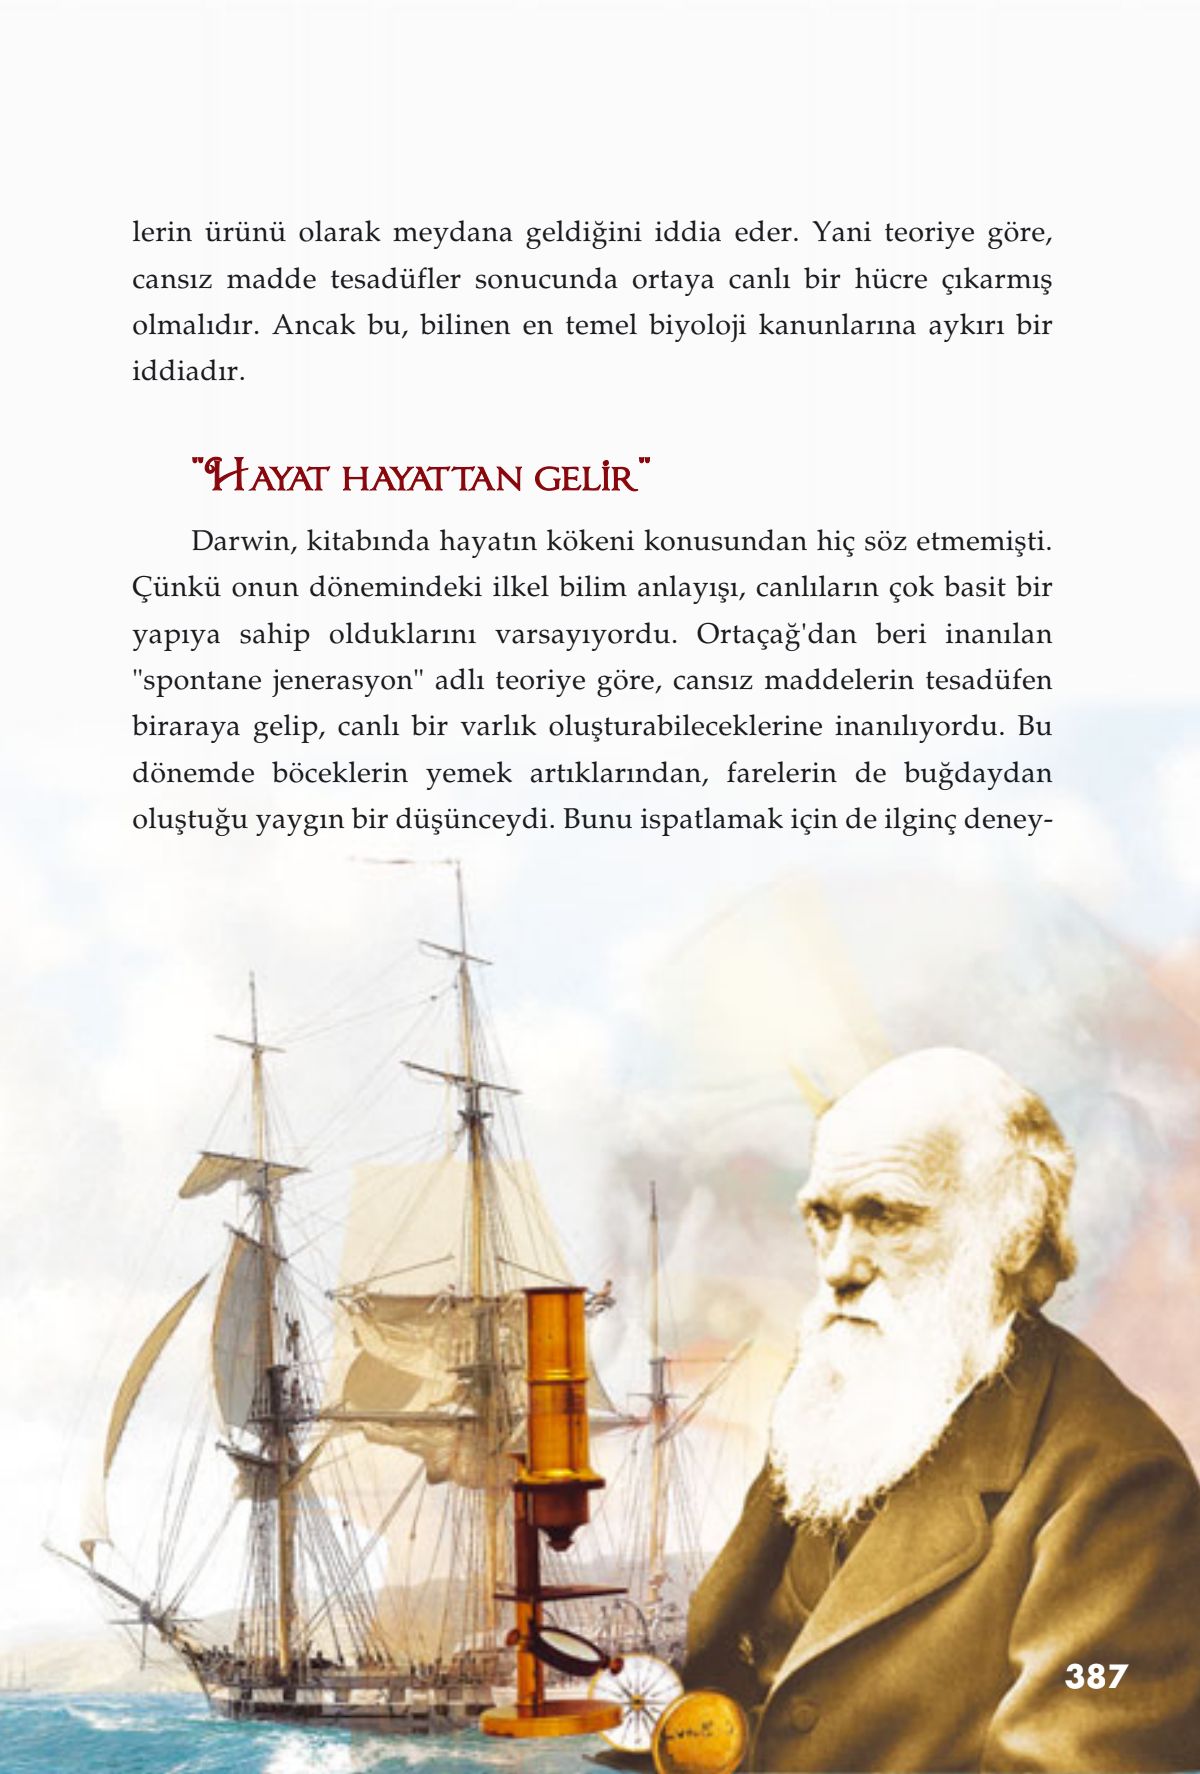 lerin ürünü olarak meydana geldiğini iddia eder. Yani teoriye göre,
cansız madde tesadüfler sonucunda ortaya canlı bir hücre çıkarmış
olmalıdır. Ancak bu, bilinen en temel biyoloji kanunlarına aykırı bir
iddiadır.
"HAYAT HAYATTAN GELİR"
Darwin, kitabında hayatın kökeni konusundan hiç söz etmemişti.
Çünkü onun dönemindeki ilkel bilim anlayışı, canlıların çok basit bir
yapıya sahip olduklarını varsayıyordu. Ortaçağ'dan beri inanılan
"spontane jenerasyon" adlı teoriye göre, cansız maddelerin tesadüfen
biraraya gelip, canlı bir varlık oluşturabileceklerine inanılıyordu. Bu
dönemde böceklerin yemek artıklarından, farelerin de buğdaydan
oluştuğu yaygın bir düşünceydi. Bunu ispatlamak için de ilginç deney-
387